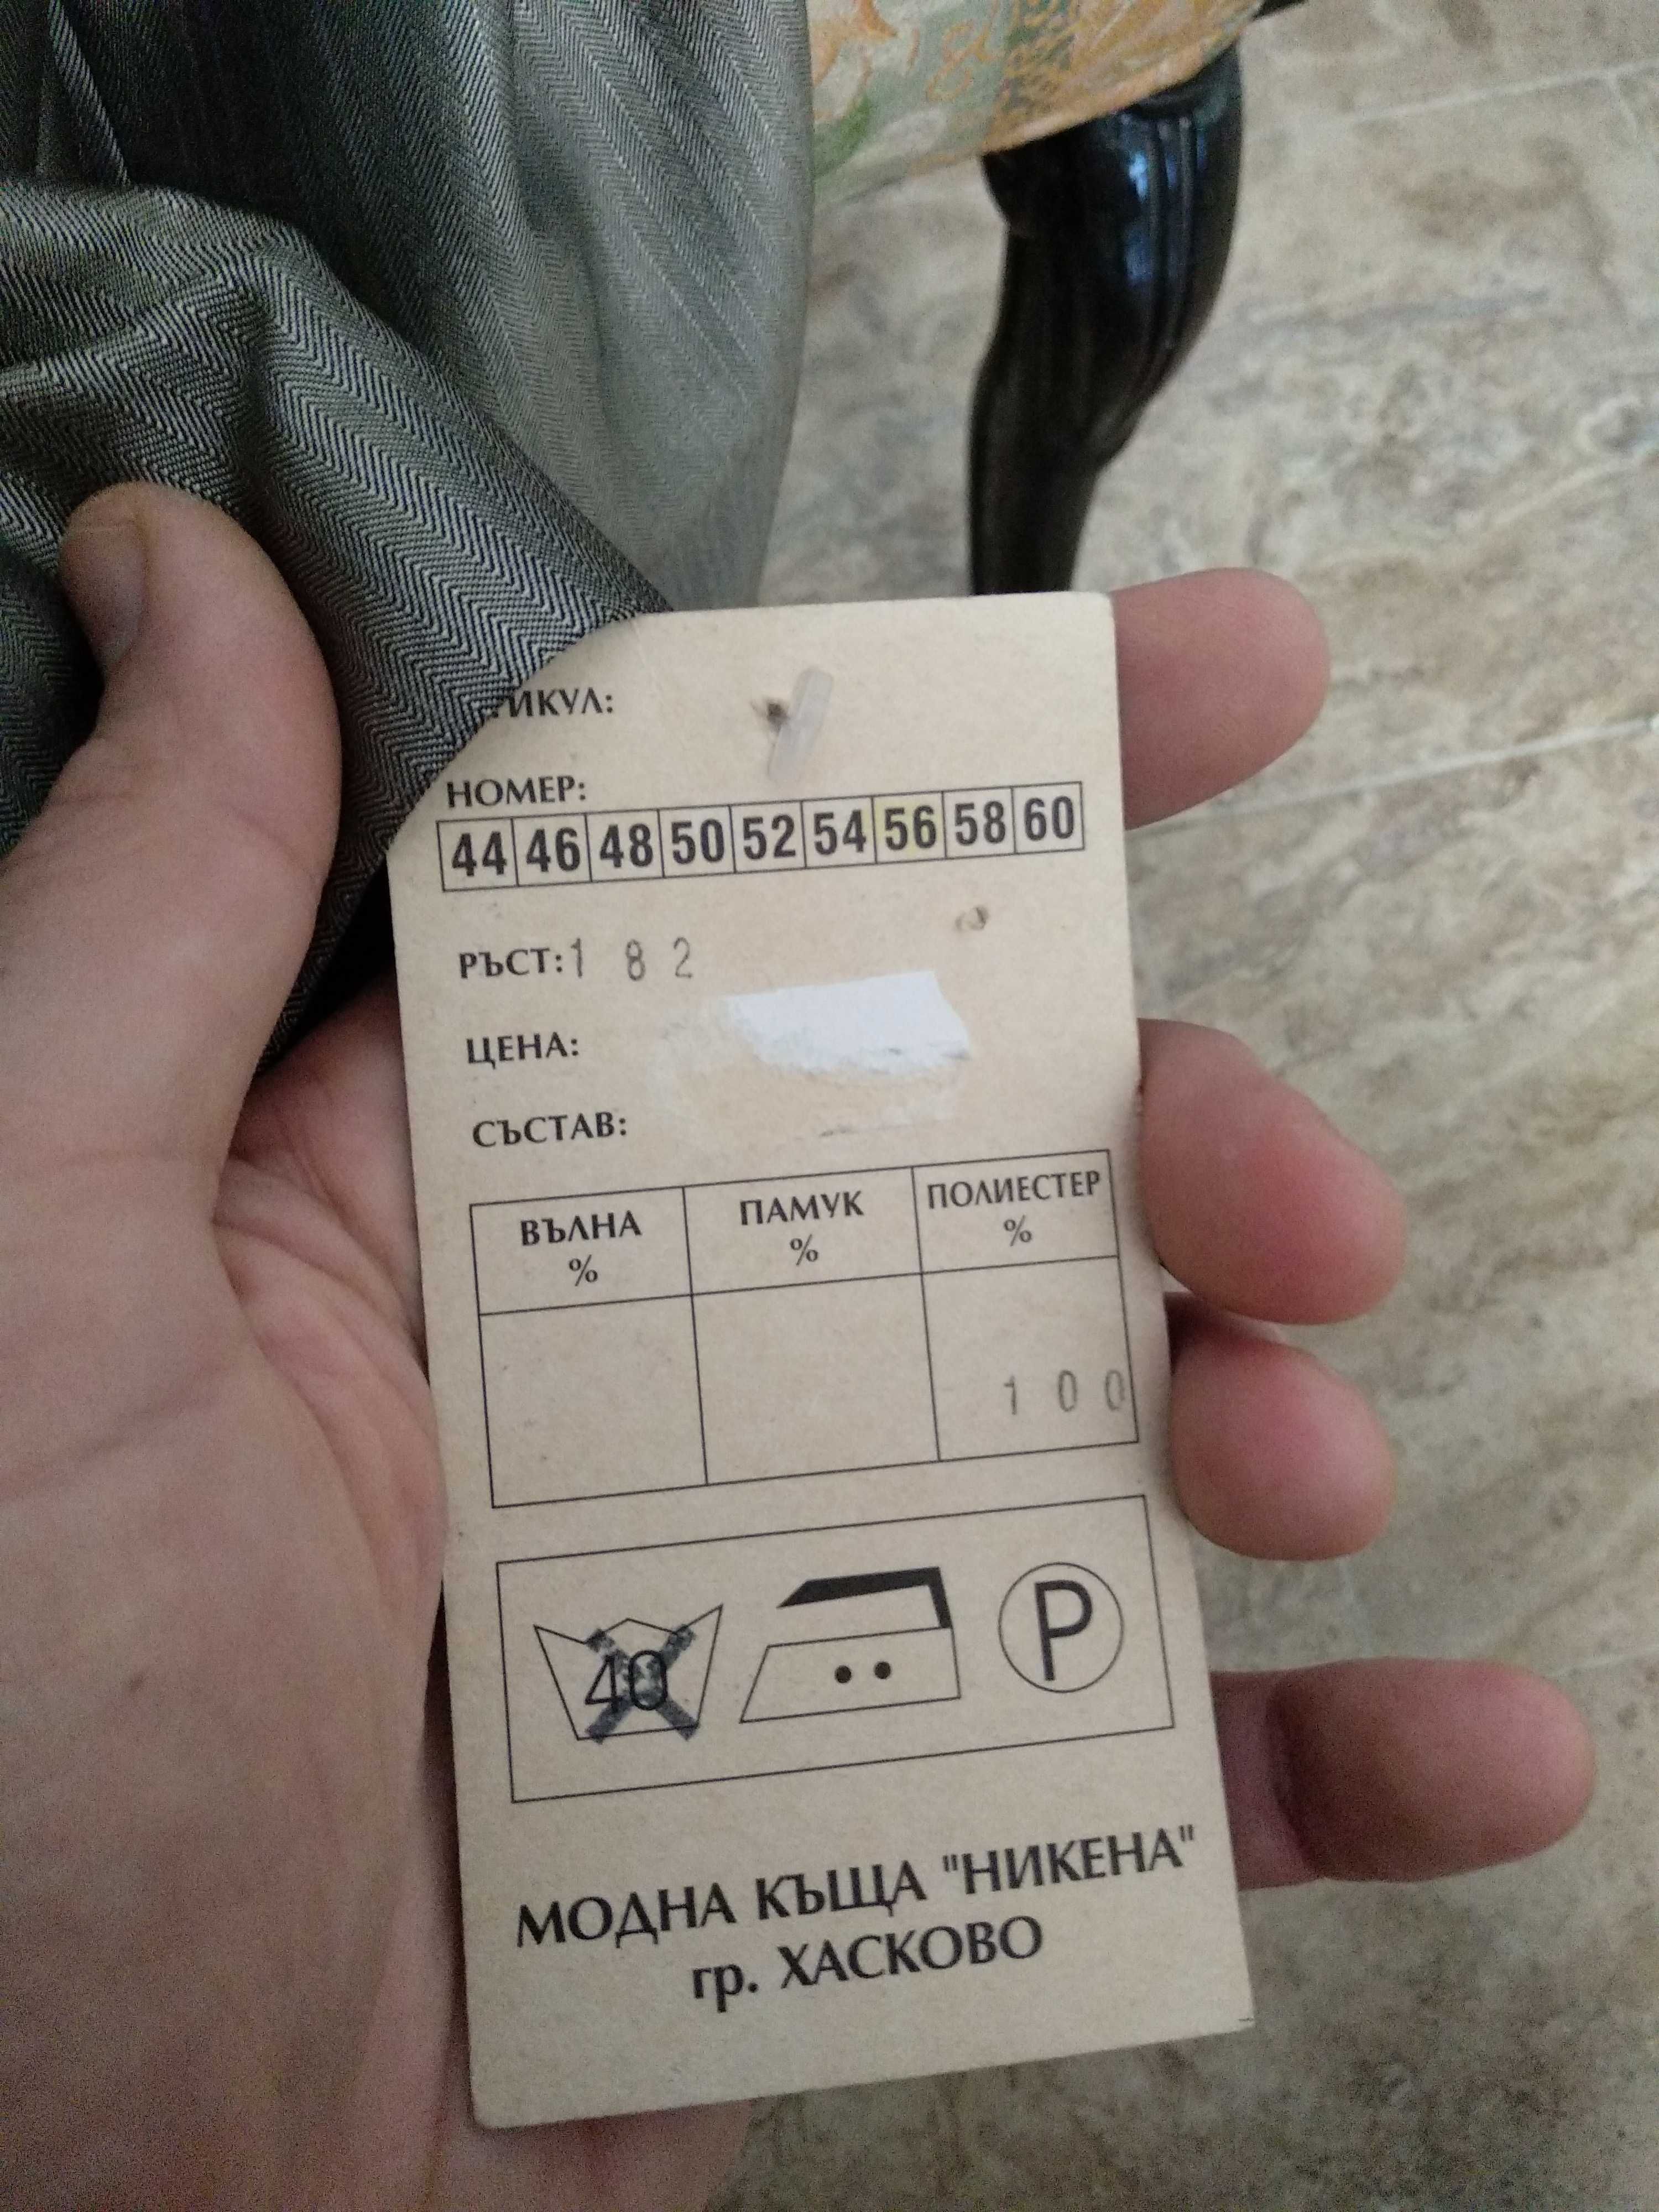 НОМЕР:
44 46 48 50 52 54 56 58 60
РЪСТ: 1 8 2
ЦЕНА:
СЪСТАВ:
ВЪЛНА ПАМУК ПОЛИЕСТЕР
% % %
1 0 0
40 P
МОДНА КЪЩА "НИКЕНА"
гр. ХАСКОВО